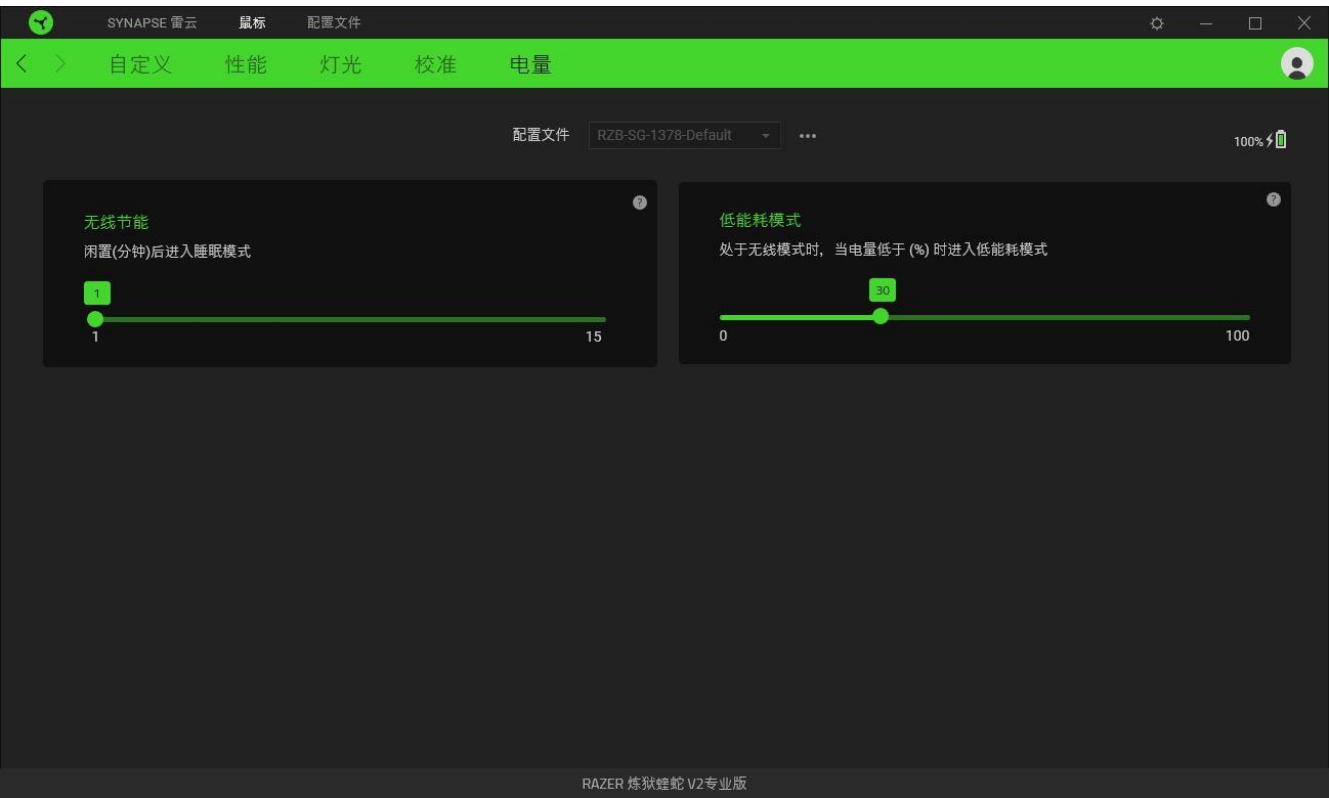 SYNAPSE 雷云 鼠标 配置文件
自定义 性能 灯光 校准 电量
配置文件 RZB-SG-1378-Default
100%
无线节能
闲置(分钟)后进入睡眠模式
1
1 15
低能耗模式
处于无线模式时，当电量低于 (%) 时进入低能耗模式
30
0 100
RAZER 炼狱蝰蛇 V2专业版